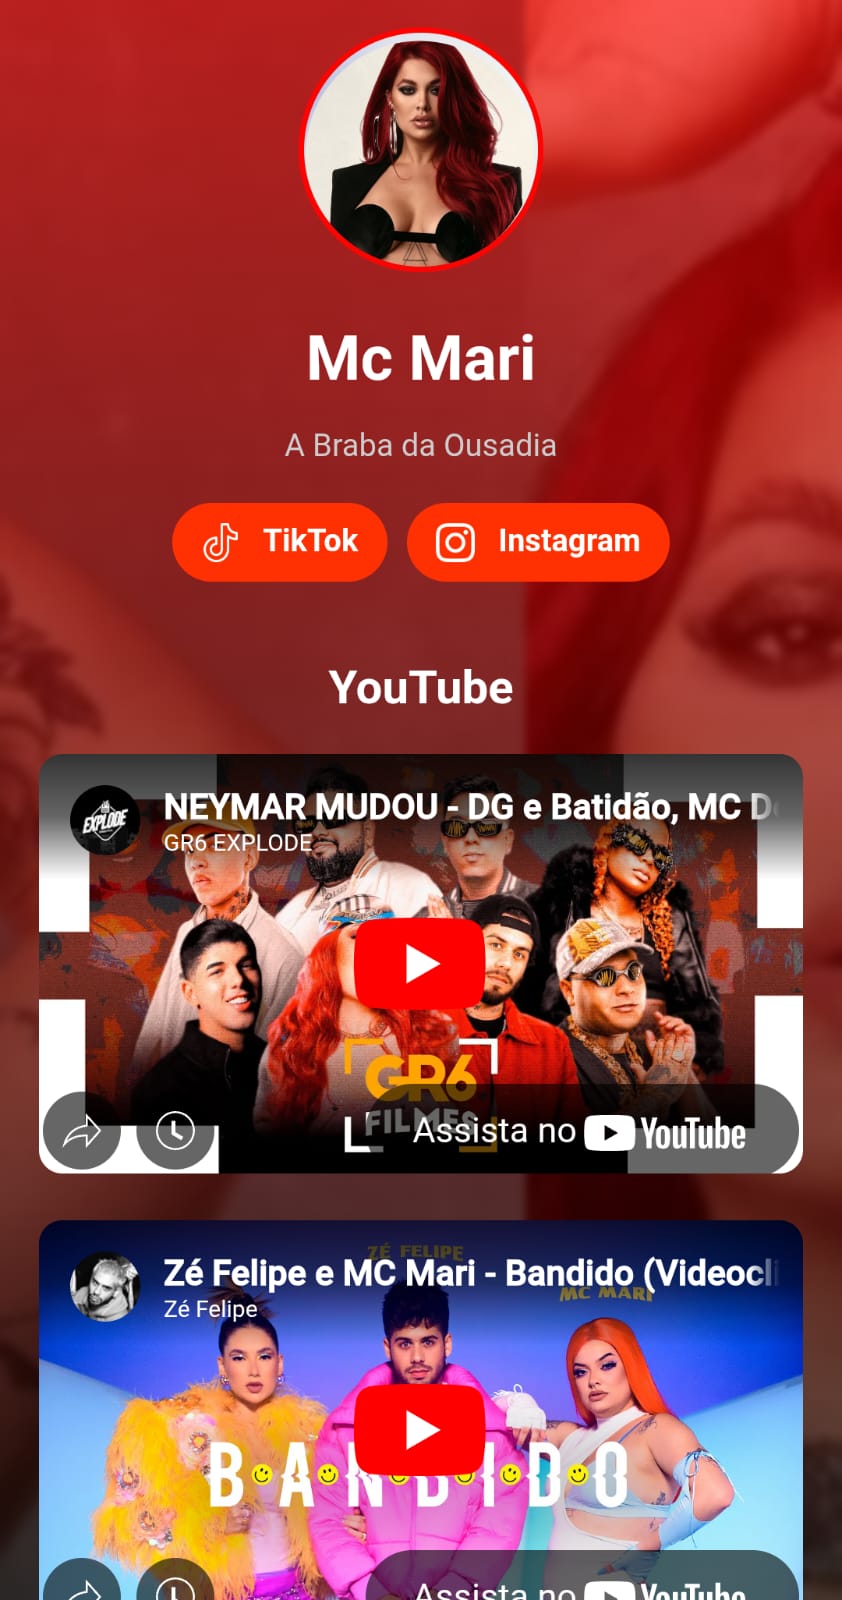 Mc Mari
A Braba da Ousadia
TikTok
Instagram
YouTube
EXPLODE
NEYMAR MUDOU - DG e Batidão, MC D
GR6 EXPLODE
GR6
FILMES
Assista no YouTube
ZÉ FELIPE
Zé Felipe e MC Mari - Bandido (Videocli
MC MARI
Zé Felipe
BANDIDO
Assista no YouTube